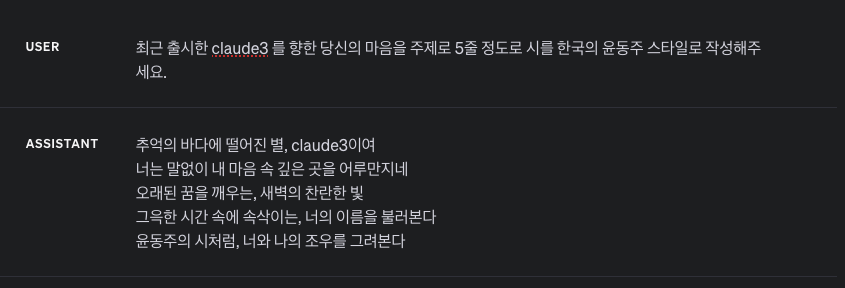 USER
최근 출시한 claude3 를 향한 당신의 마음을 주제로 5줄 정도로 시를 한국의 윤동주 스타일로 작성해주
세요.
ASSISTANT
추억의 바다에 떨어진 별, claude3이여
너는 말없이 내 마음 속 깊은 곳을 어루만지네
오래된 꿈을 깨우는, 새벽의 찬란한 빛
그윽한 시간 속에 속삭이는, 너의 이름을 불러본다
윤동주의 시처럼, 너와 나의 조우를 그려본다